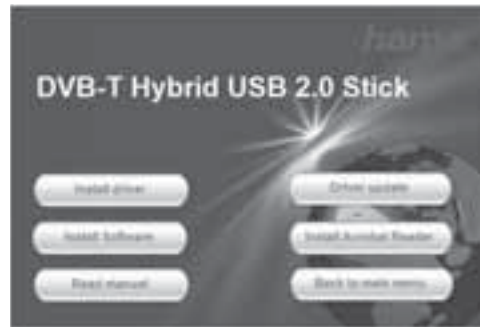 hama
DVB-T Hybrid USB 2.0 Stick
Install driver
Driver update
Install Software
Install Acrobat Reader
Read manual
Back to main menu